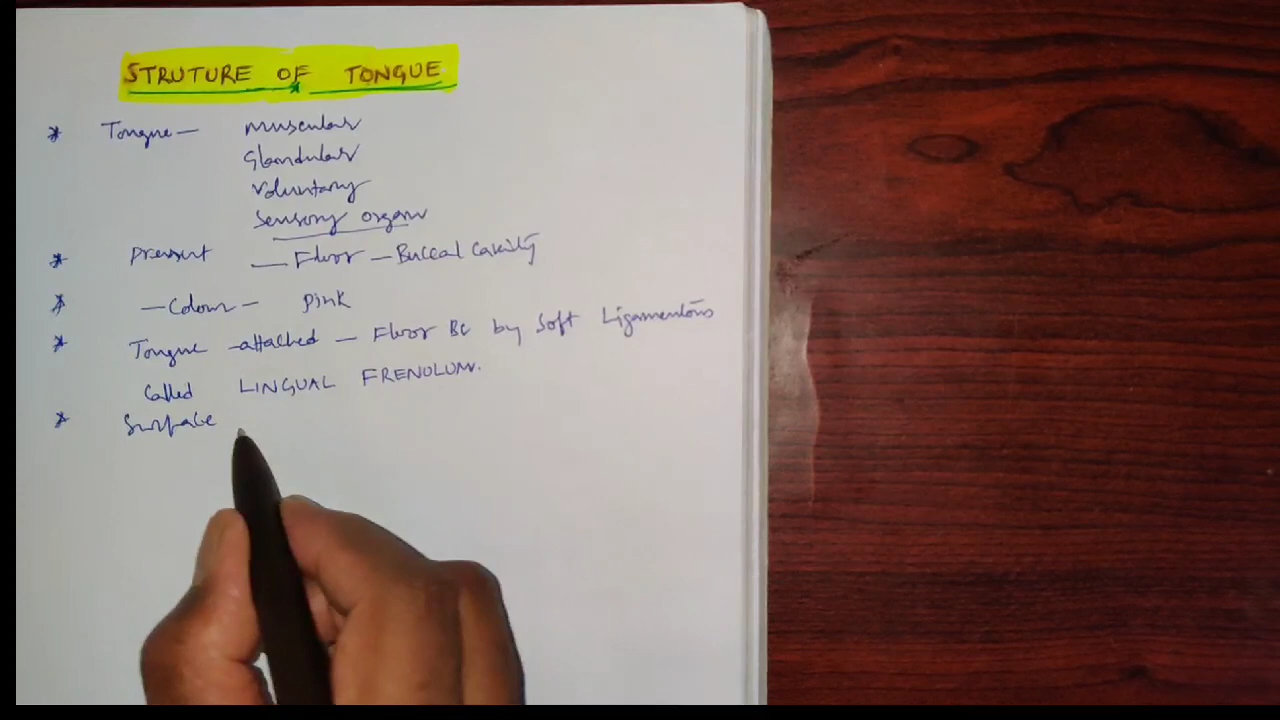 STRUTURE OF TONGUE
* Tongue — muscular
Glandular
Voluntary
Sensory organ
* present — Floor — Buccal Cavity
* — Colour — pink
* Tongue — attached — Floor BC by Soft Ligamentous
Called LINGUAL FRENULUM.
* Surface